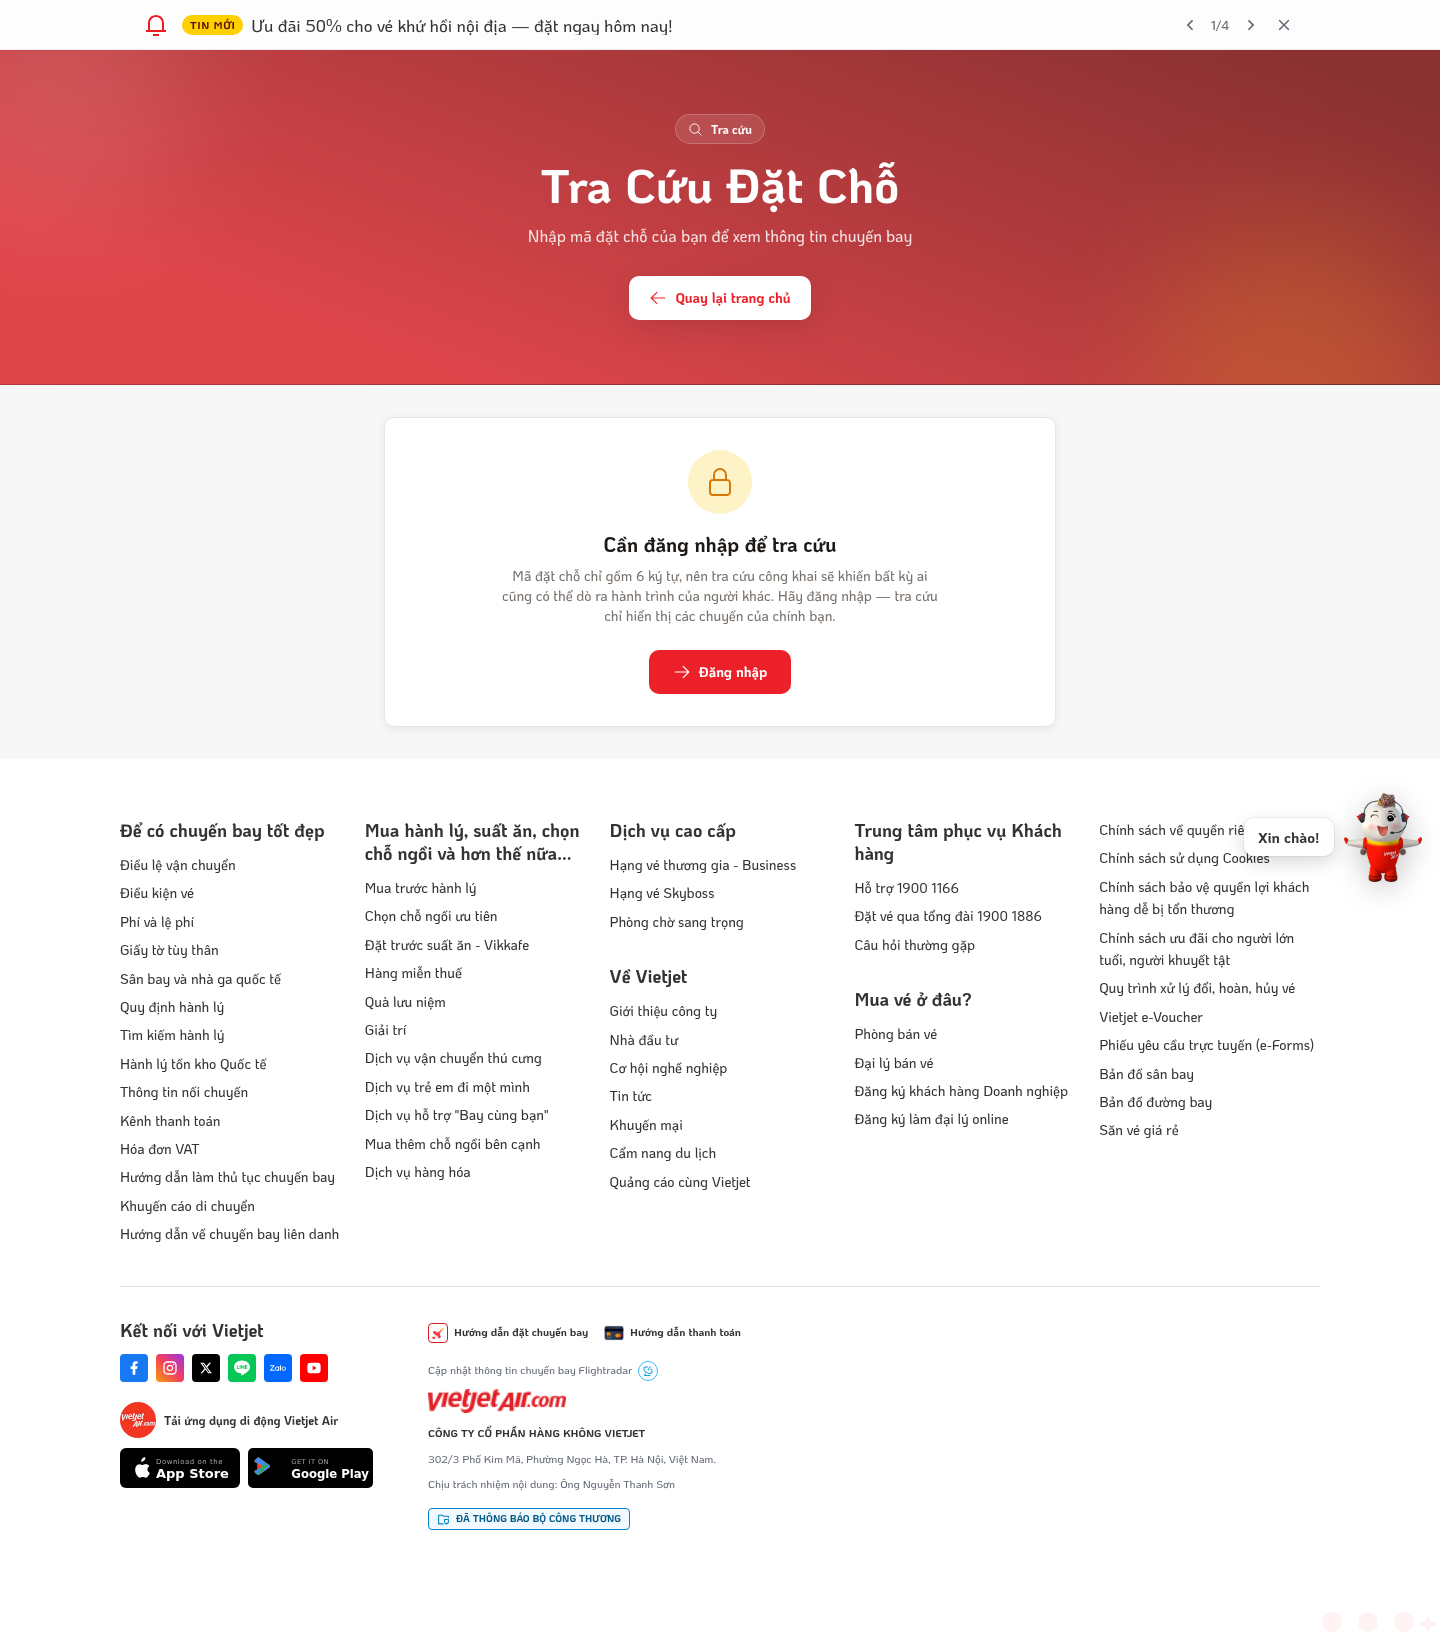 TIN MỚI Ưu đãi 50% cho vé khứ hồi nội địa — đặt ngay hôm nay! 1/4
Tra cứu
Tra Cứu Đặt Chỗ
Nhập mã đặt chỗ của bạn để xem thông tin chuyến bay
Quay lại trang chủ
Cần đăng nhập để tra cứu
Mã đặt chỗ chỉ gồm 6 ký tự, nên tra cứu công khai sẽ khiến bất kỳ ai
cũng có thể dò ra hành trình của người khác. Hãy đăng nhập — tra cứu
chỉ hiển thị các chuyến của chính bạn.
Đăng nhập
Để có chuyến bay tốt đẹp
Điều lệ vận chuyển
Điều kiện vé
Phí và lệ phí
Giấy tờ tùy thân
Sân bay và nhà ga quốc tế
Quy định hành lý
Tìm kiếm hành lý
Hành lý tồn kho Quốc tế
Thông tin nối chuyến
Kênh thanh toán
Hóa đơn VAT
Hướng dẫn làm thủ tục chuyến bay
Khuyến cáo di chuyển
Hướng dẫn về chuyến bay liên danh
Mua hành lý, suất ăn, chọn
chỗ ngồi và hơn thế nữa...
Mua trước hành lý
Chọn chỗ ngồi ưu tiên
Đặt trước suất ăn - Vikkafe
Hàng miễn thuế
Quà lưu niệm
Giải trí
Dịch vụ vận chuyển thú cưng
Dịch vụ trẻ em đi một mình
Dịch vụ hỗ trợ "Bay cùng bạn"
Mua thêm chỗ ngồi bên cạnh
Dịch vụ hàng hóa
Dịch vụ cao cấp
Hạng vé thương gia - Business
Hạng vé Skyboss
Phòng chờ sang trọng
Về Vietjet
Giới thiệu công ty
Nhà đầu tư
Cơ hội nghề nghiệp
Tin tức
Khuyến mại
Cẩm nang du lịch
Quảng cáo cùng Vietjet
Trung tâm phục vụ Khách
hàng
Hỗ trợ 1900 1166
Đặt vé qua tổng đài 1900 1886
Câu hỏi thường gặp
Mua vé ở đâu?
Phòng bán vé
Đại lý bán vé
Đăng ký khách hàng Doanh nghiệp
Đăng ký làm đại lý online
Chính sách về quyền riê
Chính sách sử dụng Cookies
Chính sách bảo vệ quyền lợi khách
hàng dễ bị tổn thương
Chính sách ưu đãi cho người lớn
tuổi, người khuyết tật
Quy trình xử lý đổi, hoàn, hủy vé
Vietjet e-Voucher
Phiếu yêu cầu trực tuyến (e-Forms)
Bản đồ sân bay
Bản đồ đường bay
Săn vé giá rẻ
Xin chào!
Kết nối với Vietjet
LINE Zalo
vietjet Air.com
Tải ứng dụng di động Vietjet Air
Download on the
App Store
GET IT ON
Google Play
Hướng dẫn đặt chuyến bay Hướng dẫn thanh toán
Cập nhật thông tin chuyến bay Flightradar
vietjet Air.com
CÔNG TY CỔ PHẦN HÀNG KHÔNG VIETJET
302/3 Phố Kim Mã, Phường Ngọc Hà, TP. Hà Nội, Việt Nam.
Chịu trách nhiệm nội dung: Ông Nguyễn Thanh Sơn
ĐÃ THÔNG BÁO BỘ CÔNG THƯƠNG